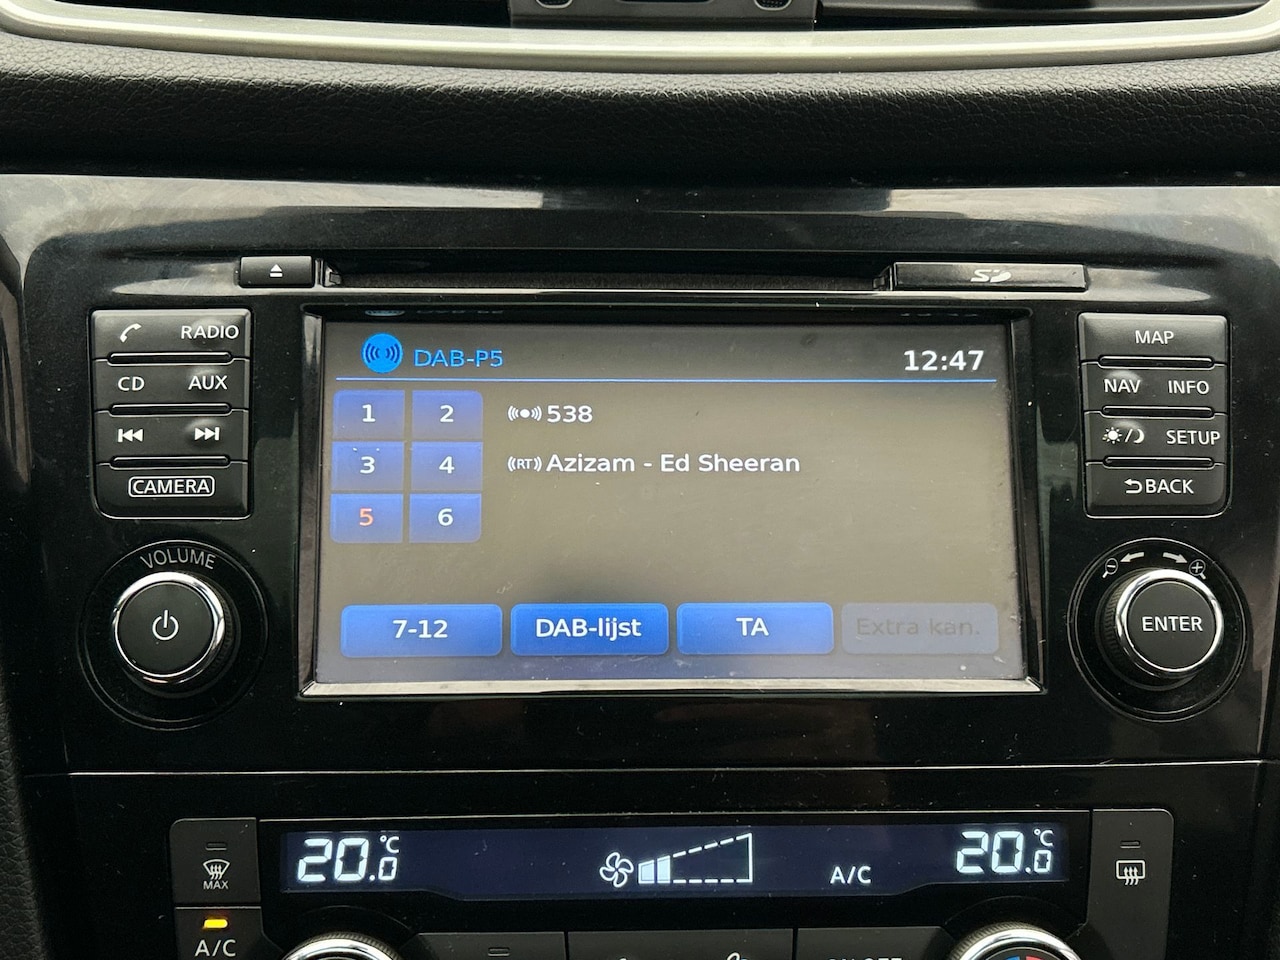 SD
RADIO
CD AUX
CAMERA
VOLUME
DAB-P5
12:47
1 2
3 4
5 6
538
(RT) Azizam - Ed Sheeran
7-12 DAB-lijst TA Extra kan.
MAP
NAV INFO
SETUP
BACK
ENTER
MAX
20.0 °C
A/C
20.0 °C
A/C